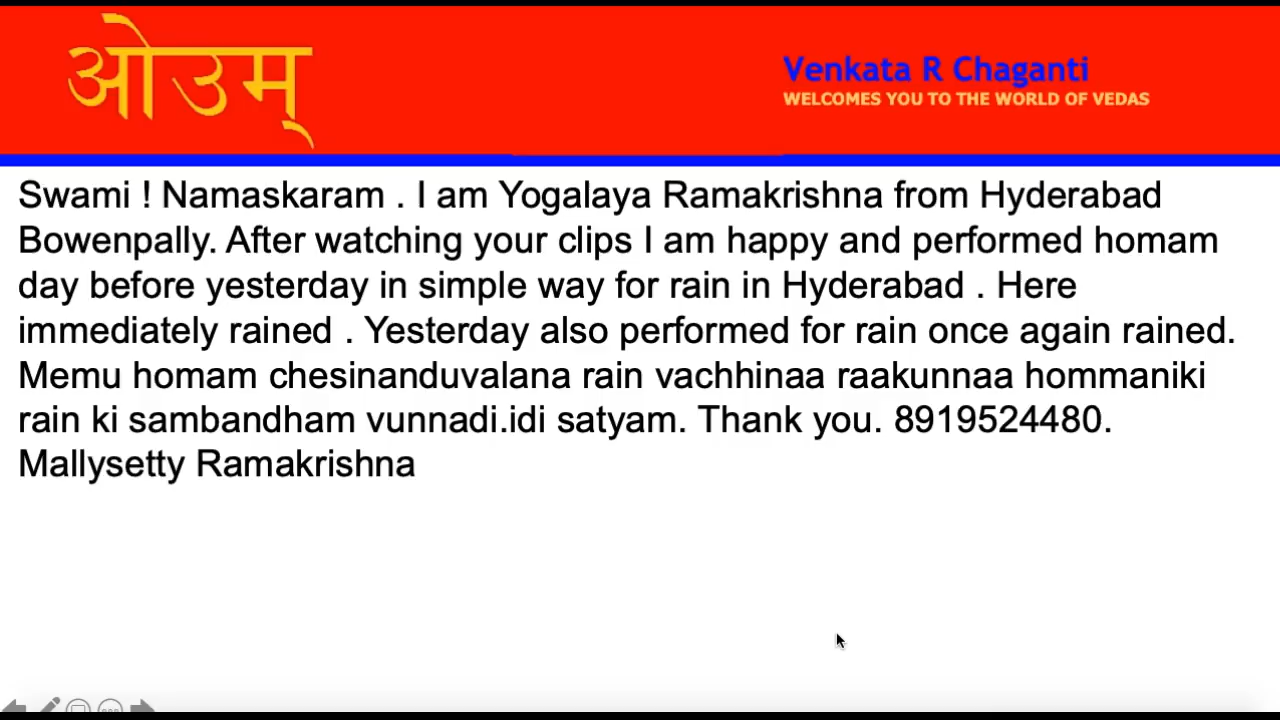 ओउम्
Venkata R Chaganti
WELCOMES YOU TO THE WORLD OF VEDAS
Swami ! Namaskaram . I am Yogalaya Ramakrishna from Hyderabad
Bowenpally. After watching your clips I am happy and performed homam
day before yesterday in simple way for rain in Hyderabad . Here
immediately rained . Yesterday also performed for rain once again rained.
Memu homam chesinanduvalana rain vachhinaa raakunnaa hommaniki
rain ki sambandham vunnadi.idi satyam. Thank you. 8919524480.
Mallysetty Ramakrishna